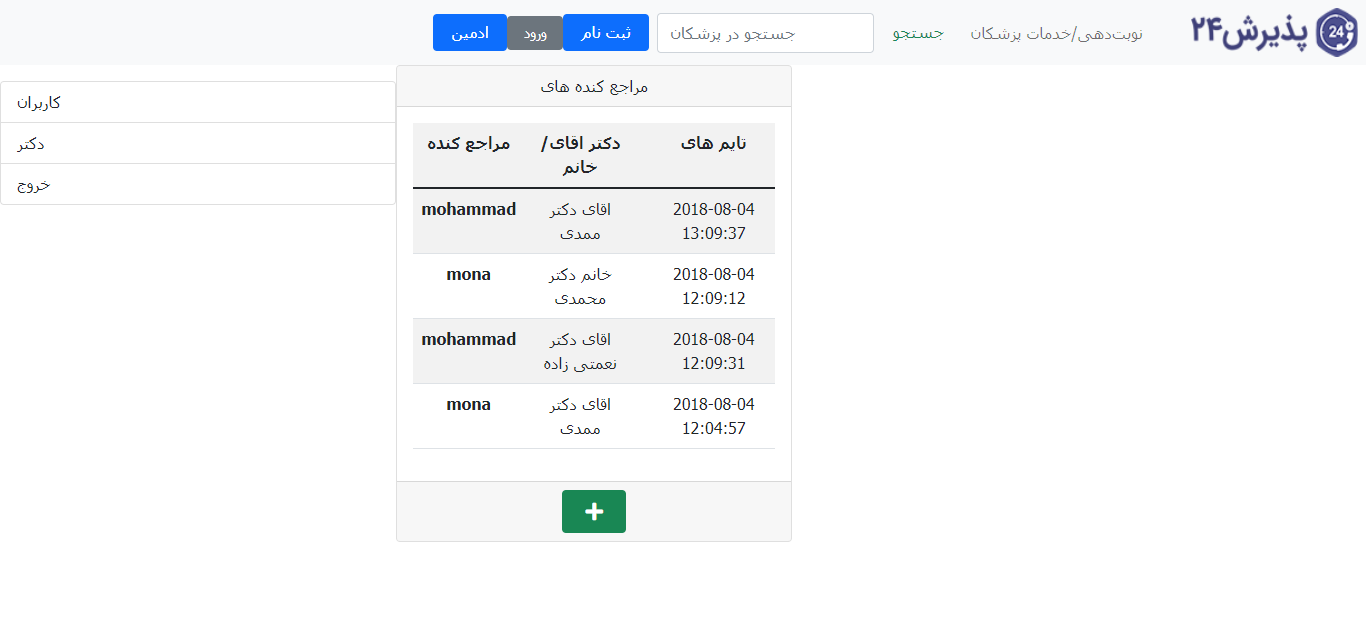 پذیرش۲۴ 24
نوبت‌دهی/خدمات پزشکان
جستجو
جستجو در پزشکان
ثبت نام
ورود
ادمین
کاربران
دکتر
خروج
مراجع کننده های
مراجع کننده دکتر اقای/ تایم های
خانم
mohammad اقای دکتر 2018-08-04
ممدی 13:09:37
mona خانم دکتر 2018-08-04
محمدی 12:09:12
mohammad اقای دکتر 2018-08-04
نعمتی زاده 12:09:31
mona اقای دکتر 2018-08-04
ممدی 12:04:57
+